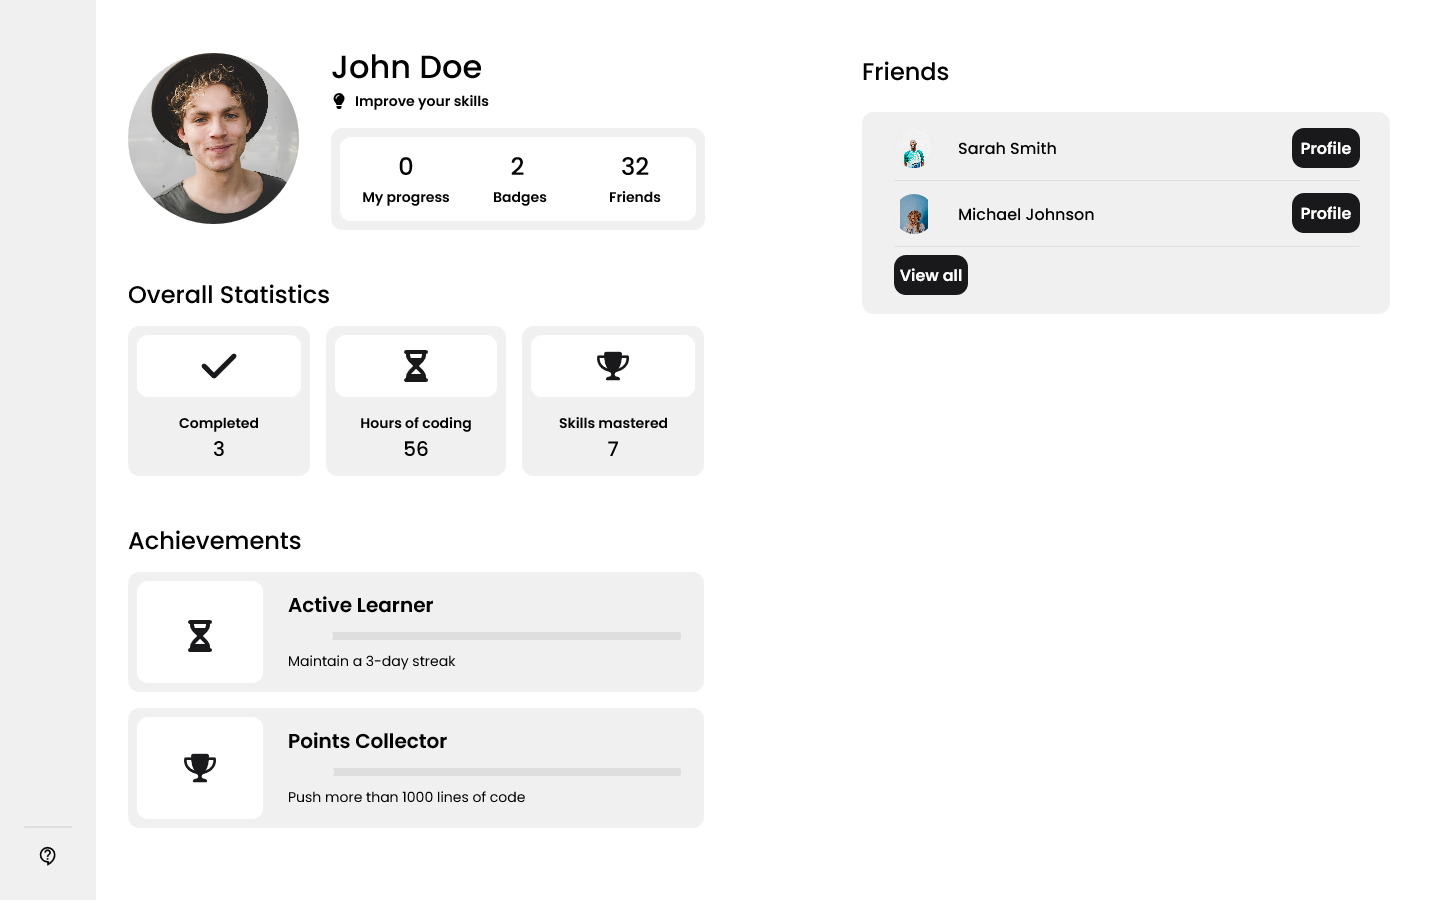 John Doe
Improve your skills
0 2 32
My progress Badges Friends
Overall Statistics
Completed Hours of coding Skills mastered
3 56 7
Achievements
Active Learner
Maintain a 3-day streak
Points Collector
Push more than 1000 lines of code
Friends
Sarah Smith Profile
Michael Johnson Profile
View all